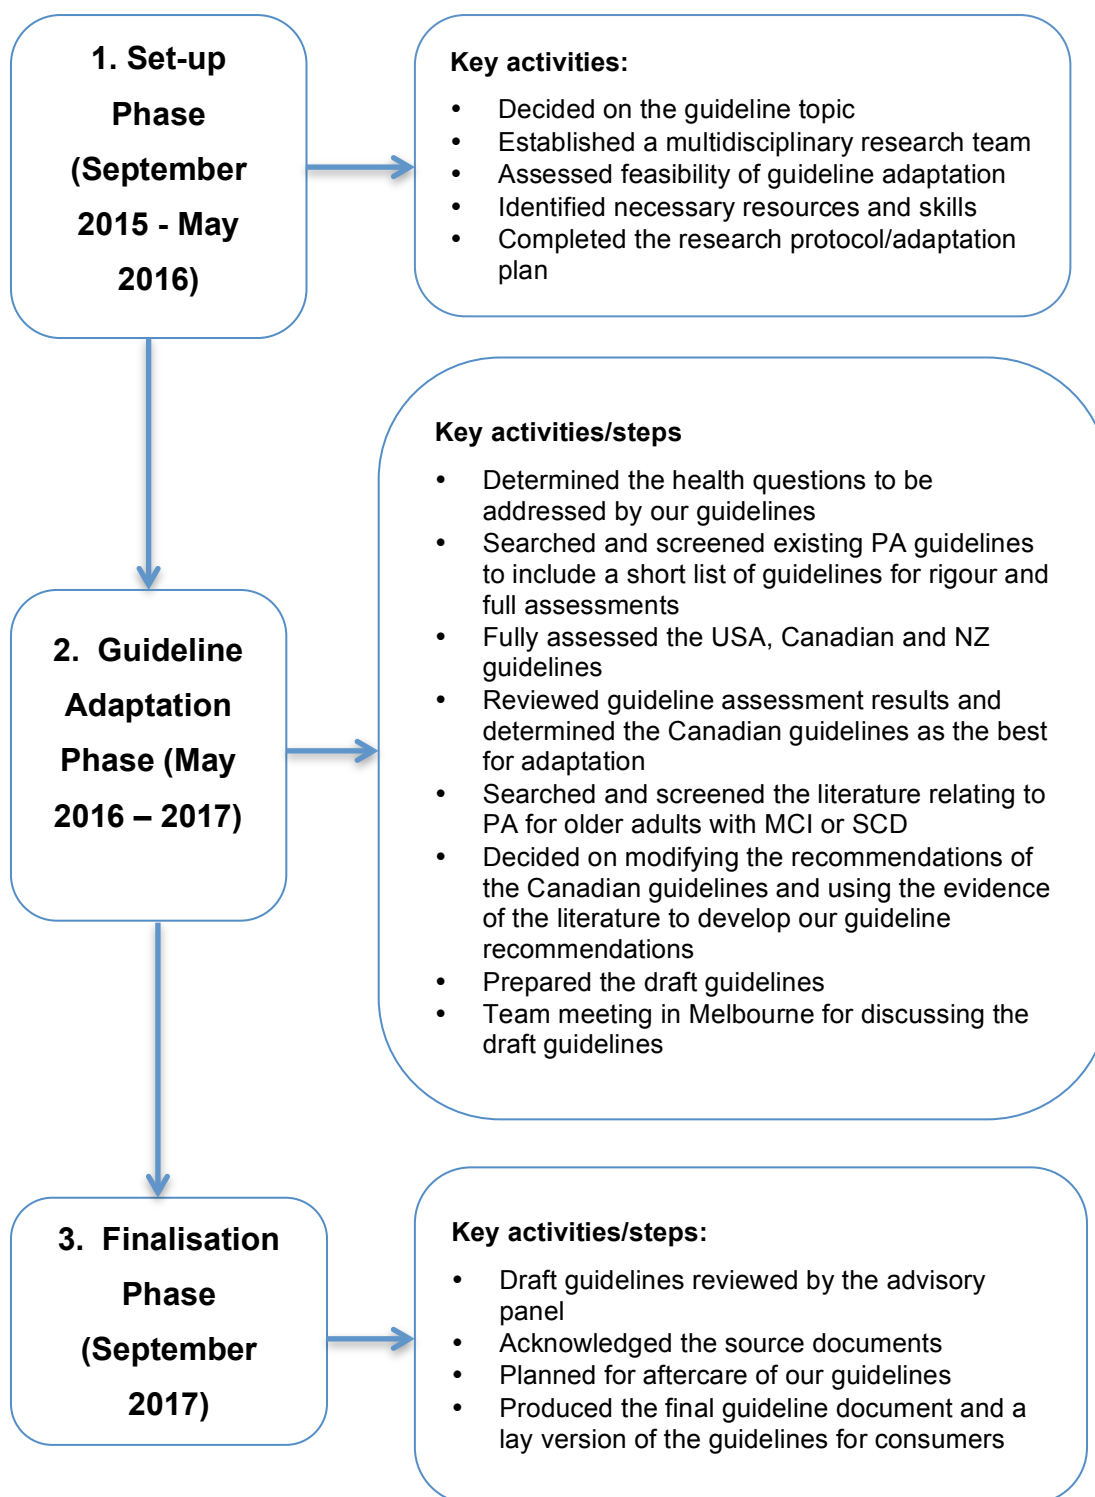 1. Set-up
Phase
(September
2015 - May
2016)
Key activities:
• Decided on the guideline topic
• Established a multidisciplinary research team
• Assessed feasibility of guideline adaptation
• Identified necessary resources and skills
• Completed the research protocol/adaptation
plan
2. Guideline
Adaptation
Phase (May
2016 – 2017)
Key activities/steps
• Determined the health questions to be
addressed by our guidelines
• Searched and screened existing PA guidelines
to include a short list of guidelines for rigour and
full assessments
• Fully assessed the USA, Canadian and NZ
guidelines
• Reviewed guideline assessment results and
determined the Canadian guidelines as the best
for adaptation
• Searched and screened the literature relating to
PA for older adults with MCI or SCD
• Decided on modifying the recommendations of
the Canadian guidelines and using the evidence
of the literature to develop our guideline
recommendations
• Prepared the draft guidelines
• Team meeting in Melbourne for discussing the
draft guidelines
3. Finalisation
Phase
(September
2017)
Key activities/steps:
• Draft guidelines reviewed by the advisory
panel
• Acknowledged the source documents
• Planned for aftercare of our guidelines
• Produced the final guideline document and a
lay version of the guidelines for consumers